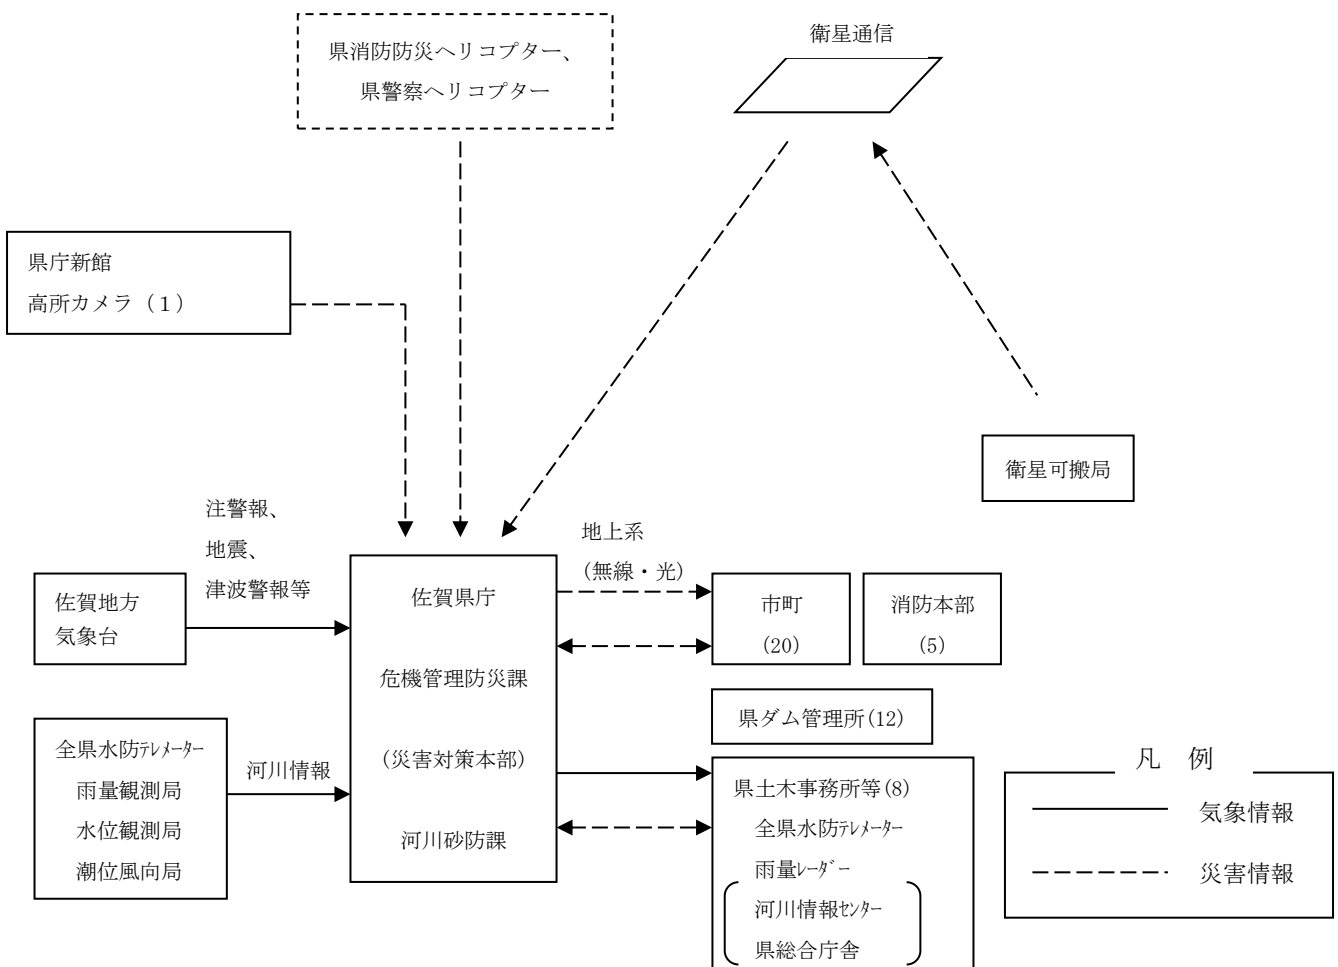 県消防防災ヘリコプター、
県警察ヘリコプター
衛星通信
県庁新館
高所カメラ（１）
衛星可搬局
注警報、
地震、
津波警報等
地上系
(無線・光)
佐賀地方
気象台
佐賀県庁
危機管理防災課
(災害対策本部)
河川砂防課
市町
(20)
消防本部
(5)
県ダム管理所(12)
全県水防ﾃﾚﾒｰﾀｰ
雨量観測局
水位観測局
潮位風向局
河川情報
県土木事務所等(8)
全県水防ﾃﾚﾒｰﾀｰ
雨量ﾚｰﾀﾞｰ
河川情報ｾﾝﾀｰ
県総合庁舎
凡　例
気象情報
災害情報